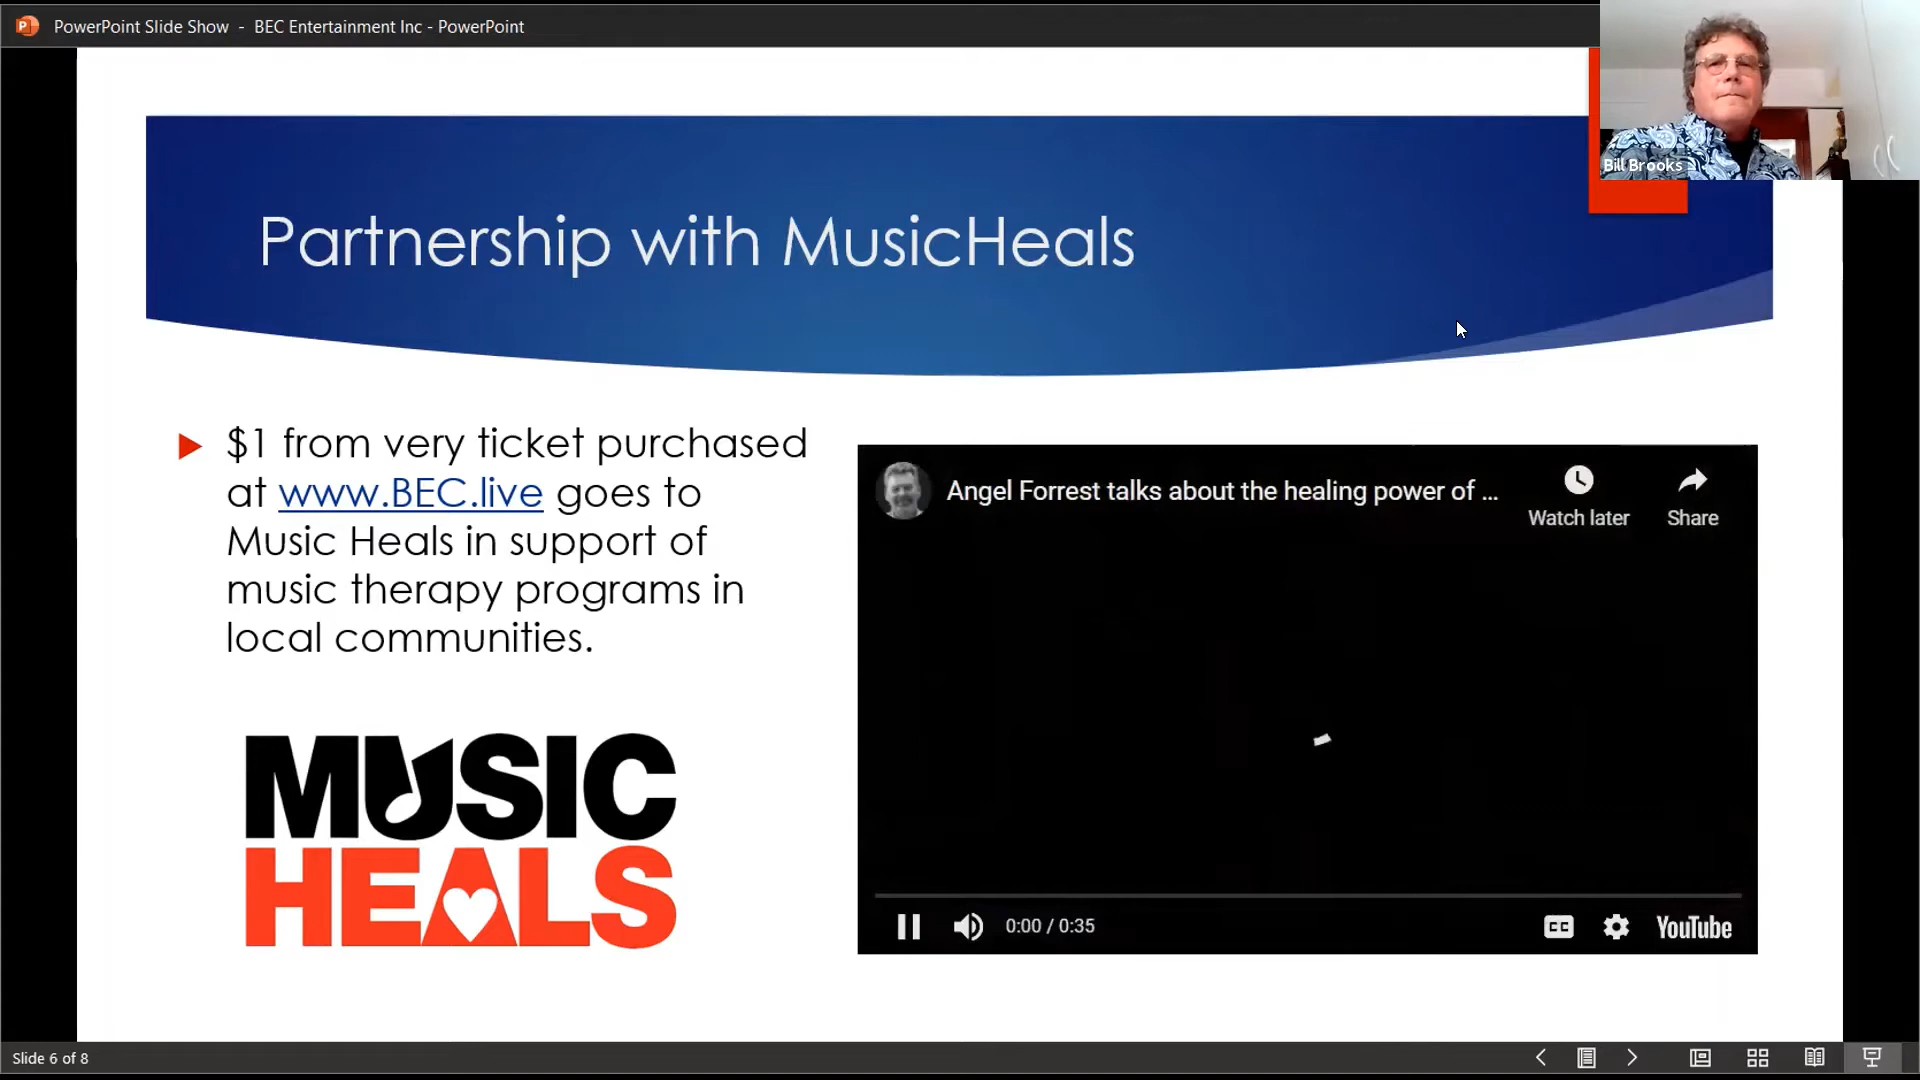 PowerPoint Slide Show - BEC Entertainment Inc - PowerPoint
Bill Brooks
Partnership with MusicHeals
$1 from very ticket purchased
at www.BEC.live goes to
Music Heals in support of
music therapy programs in
local communities.
MUSIC
HEALS
Angel Forrest talks about the healing power of ...
Watch later
Share
0:00 / 0:35
CC
YouTube
Slide 6 of 8